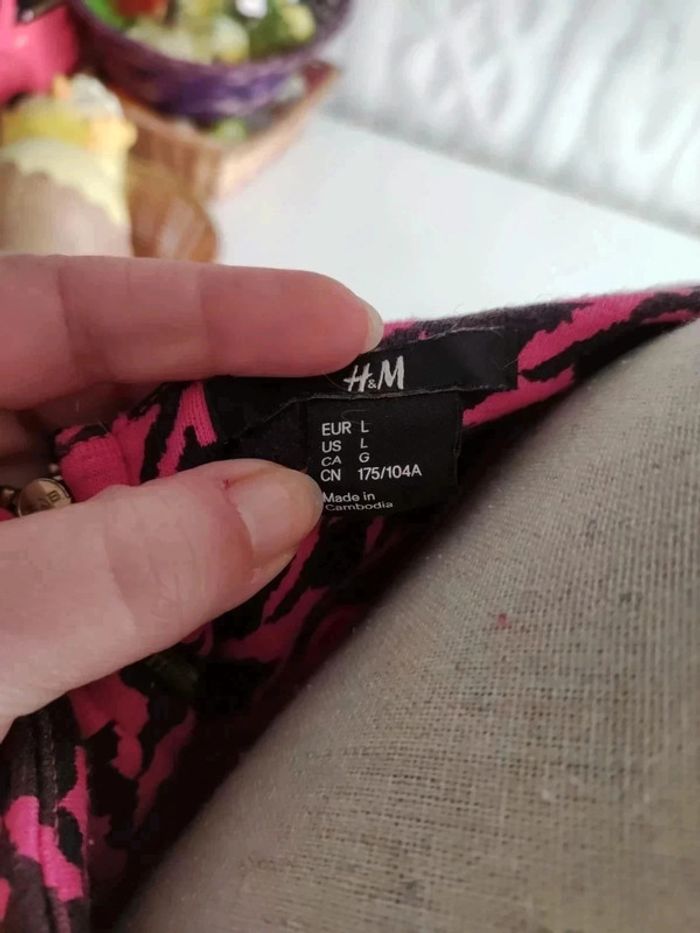 H&M
EUR L
US L
CA G
CN 175/104A
Made in
Cambodia